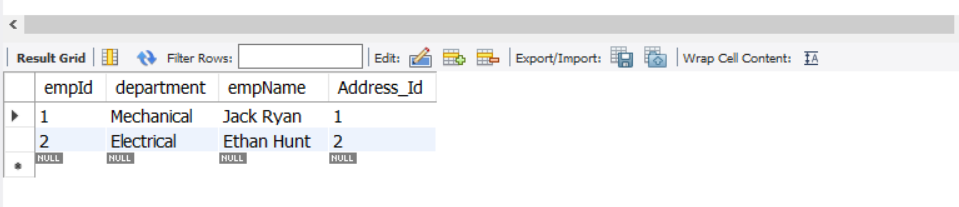 Result Grid Filter Rows: Edit: Export/Import: Wrap Cell Content: IA
empId department empName Address_Id
1 Mechanical Jack Ryan 1
2 Electrical Ethan Hunt 2
NULL NULL NULL NULL